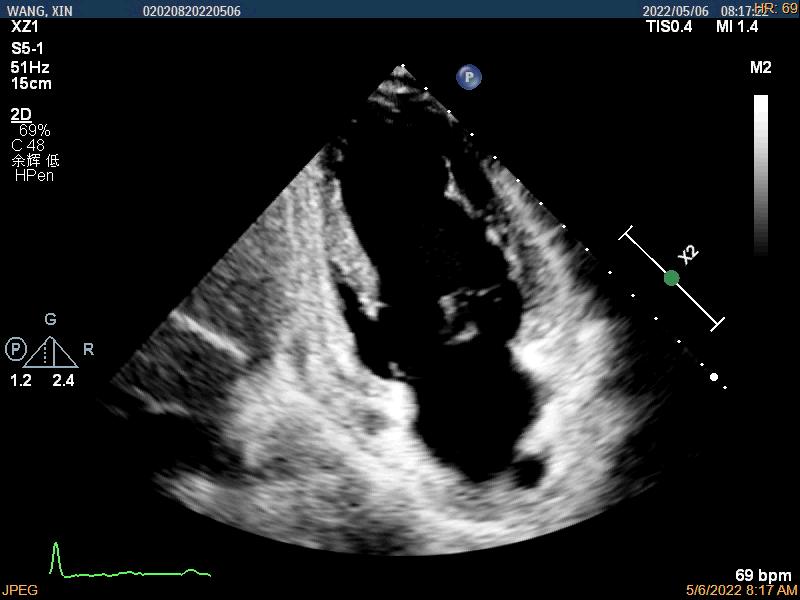 WANG, XIN 02020820220506 2022/05/06 08:17:22
HR: 69
XZ1 TIS0.4 MI 1.4
S5-1
51Hz
15cm
M2
2D
69%
C 48
余辉 低
HPen
P
X2
G
P R
1.2 2.4
69 bpm
JPEG 5/6/2022 8:17 AM